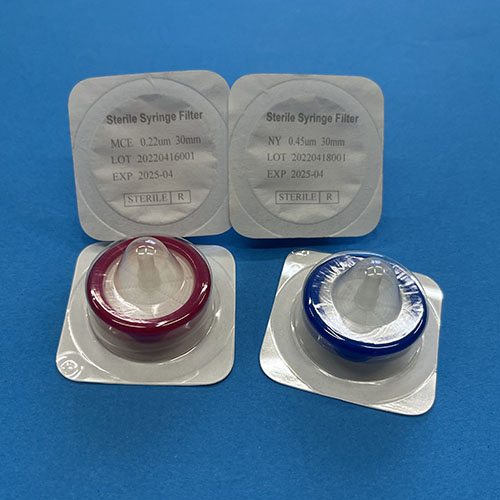 Sterile Syringe Filter
MCE 0.22um 30mm
LOT 20220416001
EXP 2025-04
STERILE R
Sterile Syringe Filter
NY 0.45um 30mm
LOT 20220418001
EXP 2025-04
STERILE R